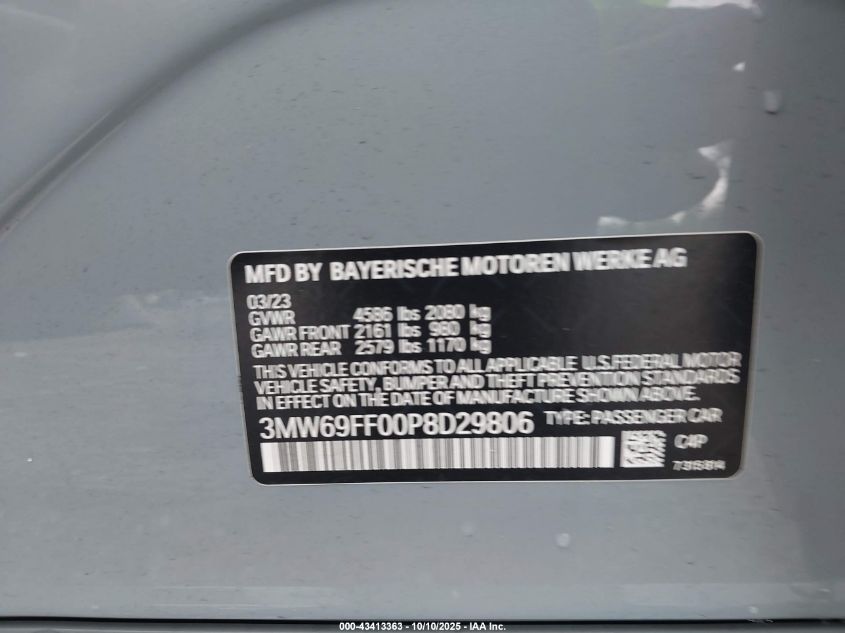 MFD BY BAYERISCHE MOTOREN WERKE AG
03/23
GVWR 4586 lbs 2080 kg
GAWR FRONT 2161 lbs 980 kg
GAWR REAR 2579 lbs 1170 kg
THIS VEHICLE CONFORMS TO ALL APPLICABLE U.S.FEDERAL MOTOR
VEHICLE SAFETY, BUMPER AND THEFT PREVENTION STANDARDS
IN EFFECT ON THE DATE OF MANUFACTURE SHOWN ABOVE.
3MW69FF00P8D29806 TYPE: PASSENGER CAR
C4P
000-43413363 - 10/10/2025 - IAA Inc.